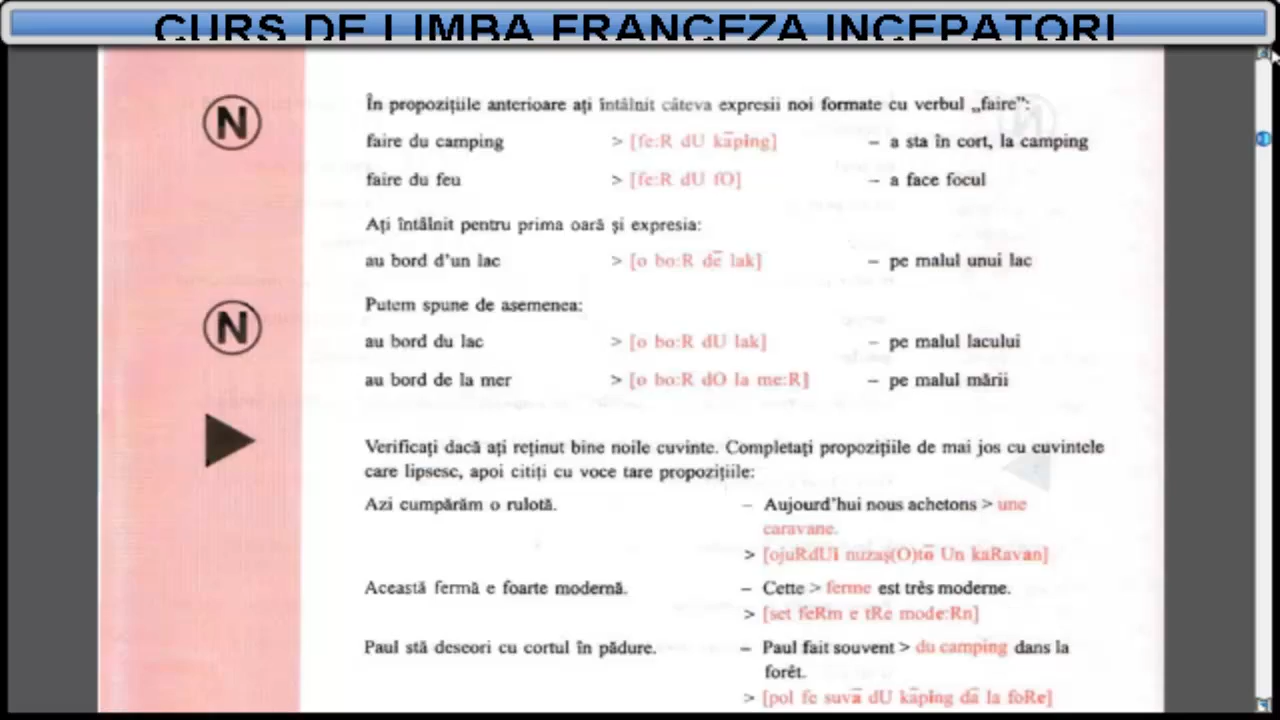 CURS DE LIMBA FRANCEZA INCEPATORI
N
În propozițiile anterioare ați întâlnit câteva expresii noi formate cu verbul „faire”:
faire du camping > [fe:R dU kāping] – a sta în cort, la camping
faire du feu > [fe:R dU fO] – a face focul
Ați întâlnit pentru prima oară și expresia:
au bord d'un lac > [o bo:R dē lak] – pe malul unui lac
N
Putem spune de asemenea:
au bord du lac > [o bo:R dU lak] – pe malul lacului
au bord de la mer > [o bo:R dO la me:R] – pe malul mării
Verificați dacă ați reținut bine noile cuvinte. Completați propozițiile de mai jos cu cuvintele
care lipsesc, apoi citiți cu voce tare propozițiile:
Azi cumpărăm o rulotă. – Aujourd'hui nous achetons > une
caravane.
> [ojuRdUi nuzaș(O)tō Un kaRavan]
Această fermă e foarte modernă. – Cette > ferme est très moderne.
> [set feRm e tRe mode:Rn]
Paul stă deseori cu cortul în pădure. – Paul fait souvent > du camping dans la
forêt.
> [pol fe suvā dU kāping dā la foRe]